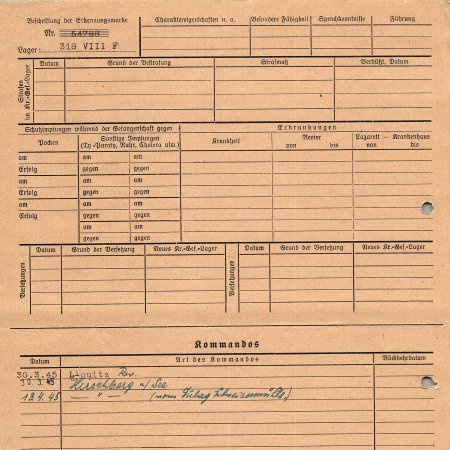 Beschriftung der Erkennungsmarke
Nr. 54788
Lager: 318 VIII F
Charaktereigenschaften u. a.
Besondere Fähigkeit
Sprachkenntnisse
Führung
Strafen im Kr.-Gef.-Lager
Datum
Grund der Bestrafung
Strafmaß
Verbüßt, Datum
Schutzimpfungen während der Gefangenschaft gegen
Erkrankungen
Pocken
Sonstige Impfungen
(Ty.-Paraty, Ruhr, Cholera usw.)
Krankheit
Revier
von bis
Lazarett — Krankenhaus
von bis
am am am
Erfolg gegen gegen
am am am
Erfolg gegen gegen
am am am
Erfolg gegen gegen
am am
gegen gegen
Versetzungen
Datum
Grund der Versetzung
Neues Kr.-Gef.-Lager
Versetzungen
Datum
Grund der Versetzung
Neues Kr.-Gef.-Lager
Kommandos
Datum
Art des Kommandos
Rückkehrdatum
30.3.45 Rev.
30.3.45 Hirschberg a/See
12.4.45 — " — (vom